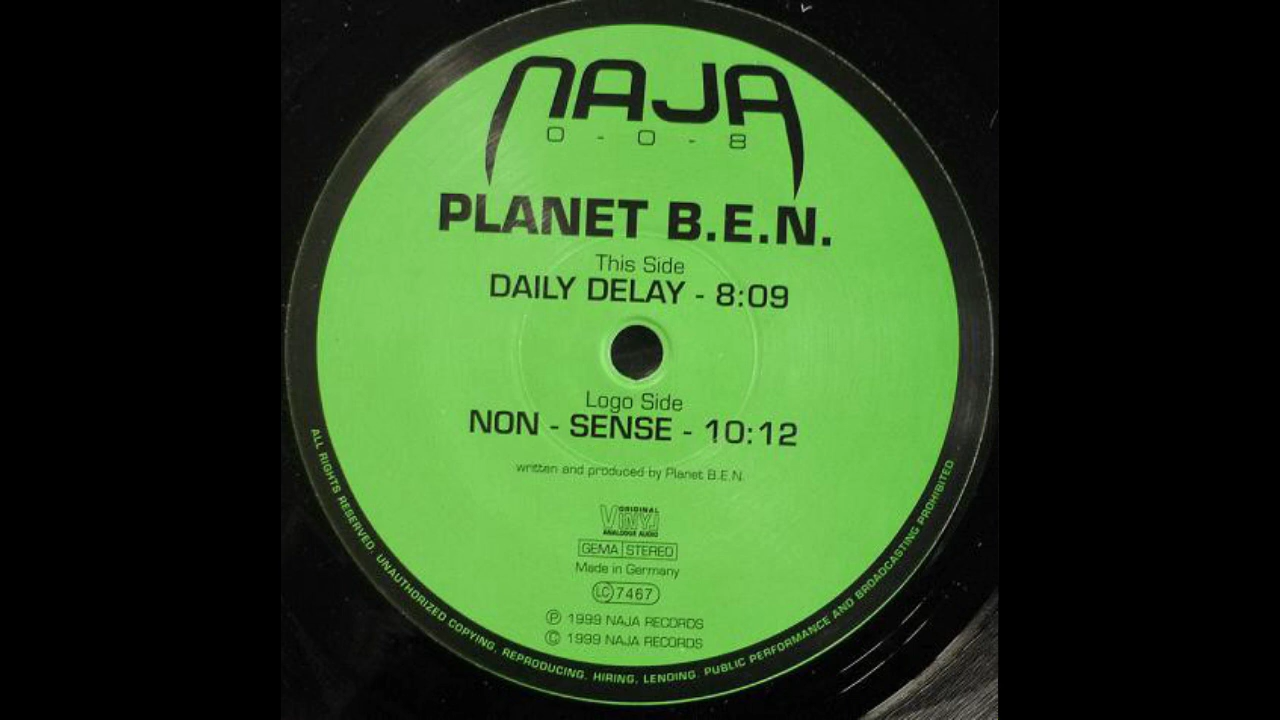 NAJA
0 - 0 - 8
PLANET B.E.N.
This Side
DAILY DELAY - 8:09
Logo Side
NON - SENSE - 10:12
written and produced by Planet B.E.N.
ORIGINAL
VINYL
ANALOGUE AUDIO
GEMA STEREO
Made in Germany
LC 7467
℗ 1999 NAJA RECORDS
© 1999 NAJA RECORDS
ALL RIGHTS RESERVED. UNAUTHORIZED COPYING, REPRODUCING, HIRING, LENDING, PUBLIC PERFORMANCE AND BROADCASTING PROHIBITED